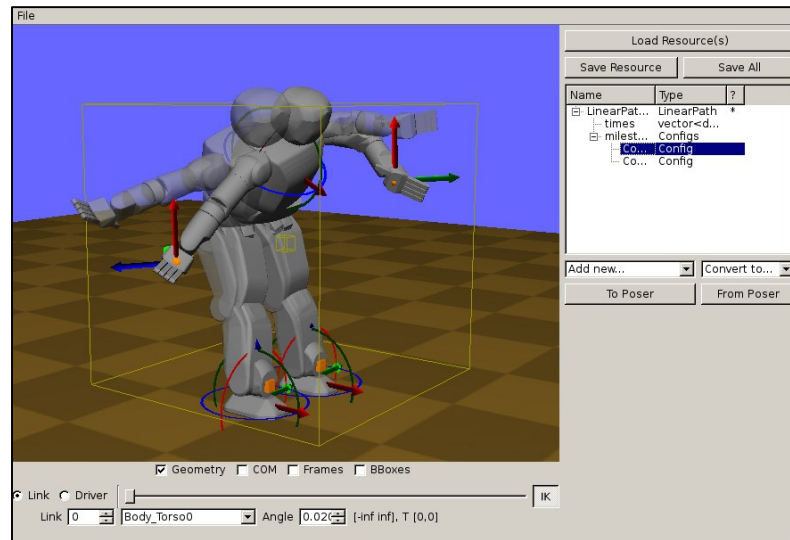 File
Load Resource(s)
Save Resource Save All
Name Type ?
LinearPat... LinearPath *
times vector<d...
milest... Configs
Co... Config
Co... Config
Add new... Convert to...
To Poser From Poser
Geometry COM Frames BBoxes
Link Driver IK
Link 0 Body_Torso0 Angle 0.020 [-inf inf], T [0,0]